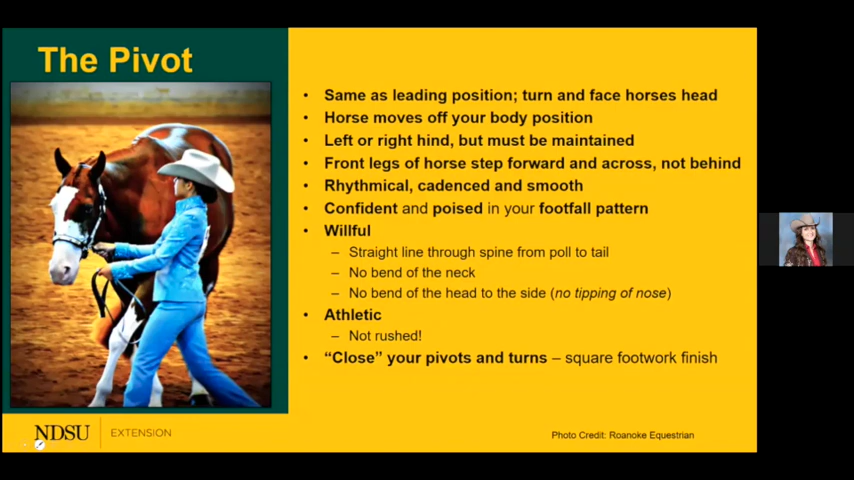 The Pivot
• Same as leading position; turn and face horses head
• Horse moves off your body position
• Left or right hind, but must be maintained
• Front legs of horse step forward and across, not behind
• Rhythmical, cadenced and smooth
• Confident and poised in your footfall pattern
• Willful
– Straight line through spine from poll to tail
– No bend of the neck
– No bend of the head to the side (no tipping of nose)
• Athletic
– Not rushed!
• “Close” your pivots and turns – square footwork finish
NDSU EXTENSION
Photo Credit: Roanoke Equestrian